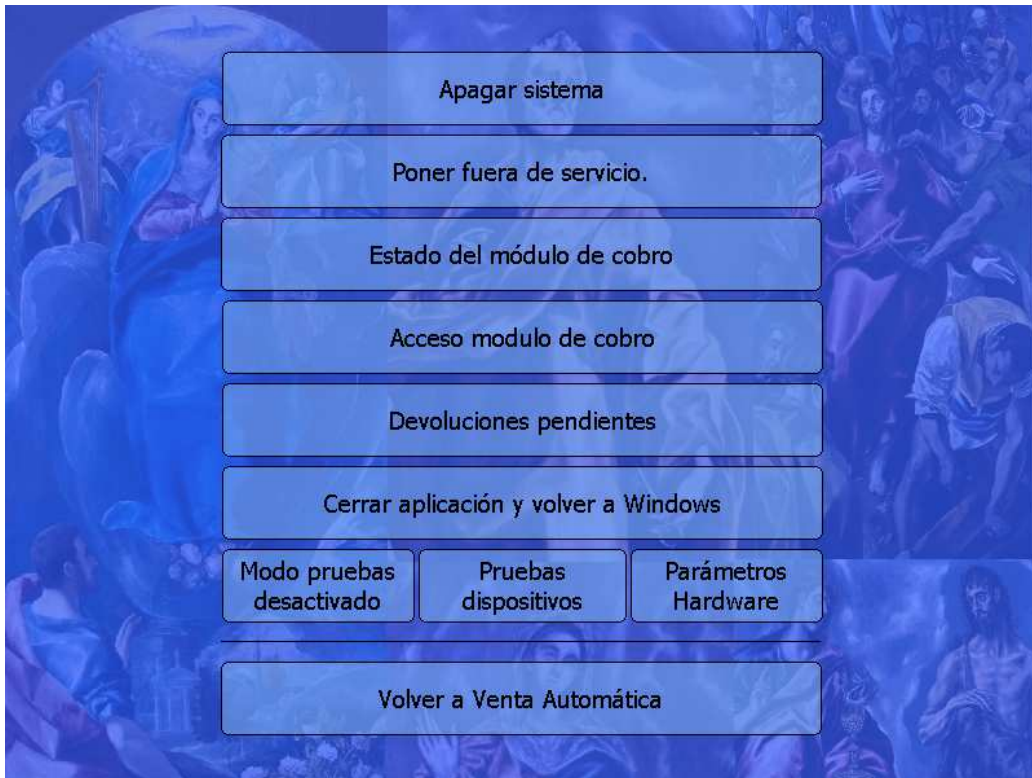 Apagar sistema
Poner fuera de servicio.
Estado del módulo de cobro
Acceso modulo de cobro
Devoluciones pendientes
Cerrar aplicación y volver a Windows
Modo pruebas
desactivado
Pruebas
dispositivos
Parámetros
Hardware
Volver a Venta Automática